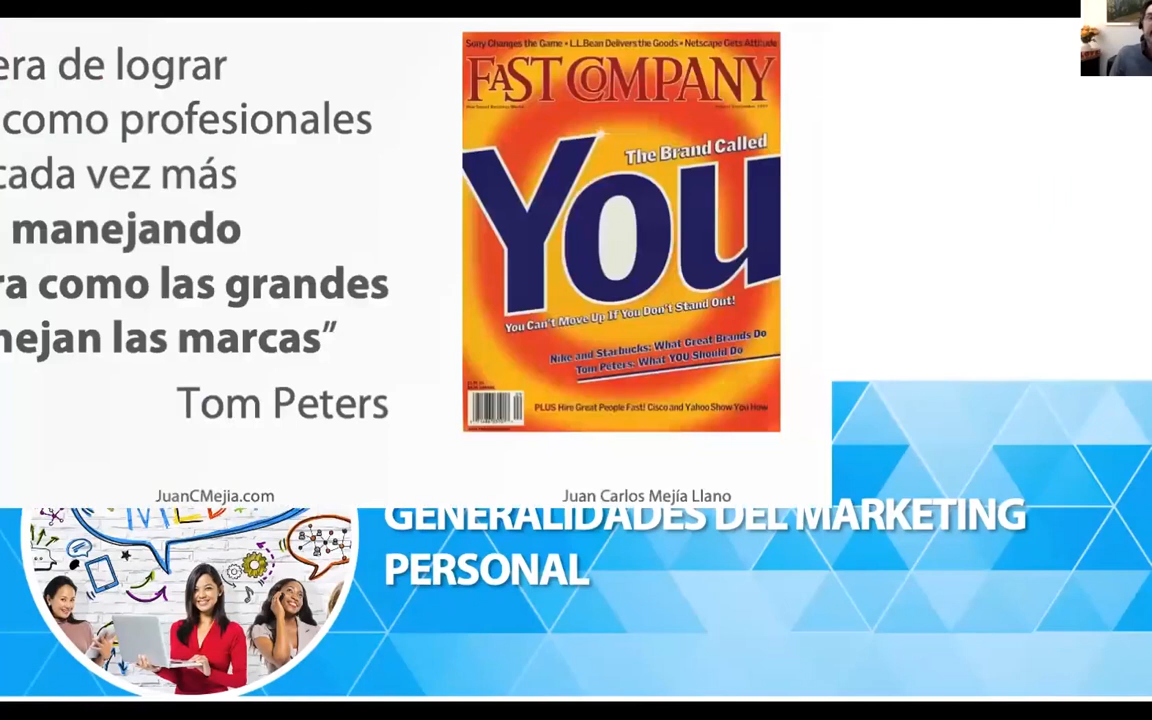 era de lograr
como profesionales
cada vez más
manejando
ra como las grandes
nejan las marcas”
Tom Peters
JuanCMejia.com
Sony Changes the Game • L.L.Bean Delivers the Goods • Netscape Gets Attitude
FAST COMPANY
The Brand Called
You
You Can't Move Up If You Don't Stand Out!
Nike and Starbucks: What Great Brands Do
Tom Peters: What YOU Should Do
PLUS Hire Great People Fast! Cisco and Yahoo Show You How
Juan Carlos Mejía Llano
GENERALIDADES DEL MARKETING
PERSONAL